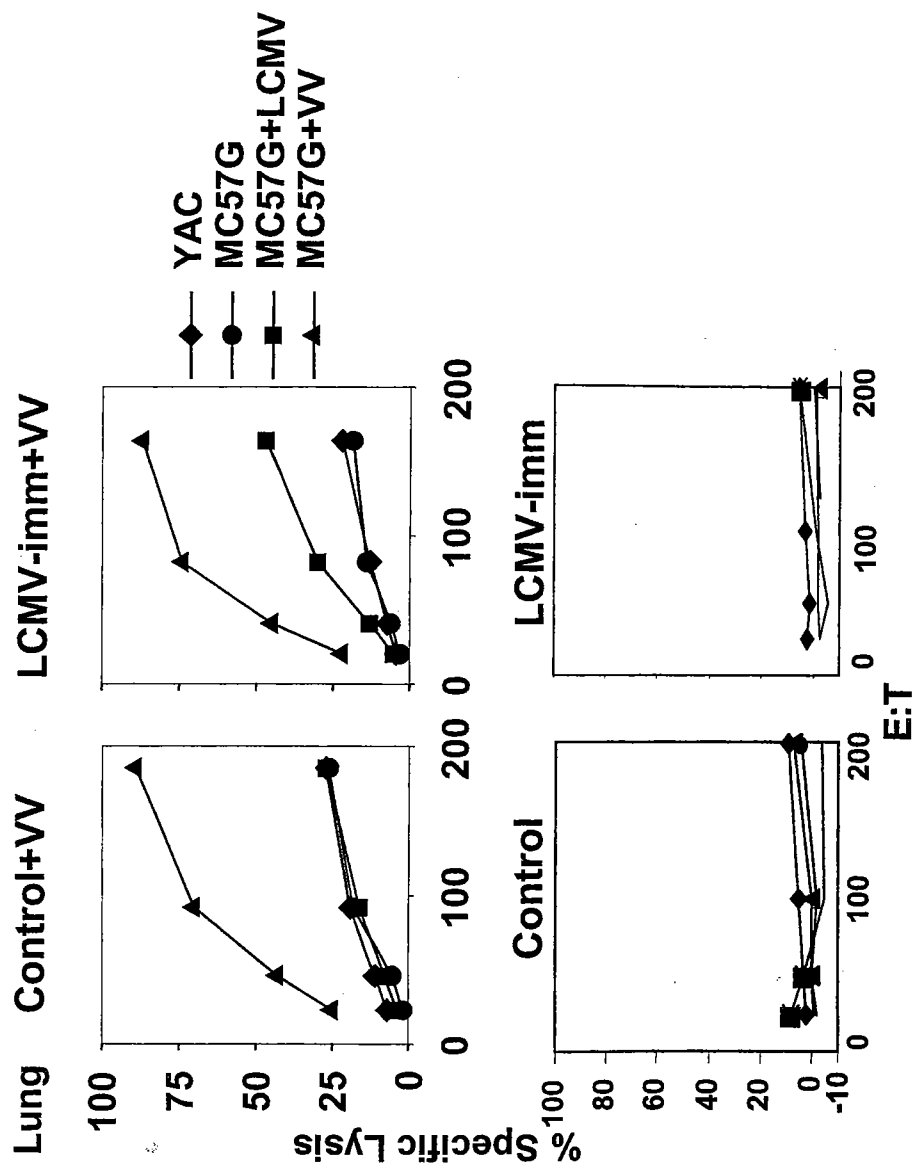 Lung
Control+VV
LCMV-imm+VV
100
75
50
25
0
0
100
200
0
100
200
YAC
MC57G
MC57G+LCMV
MC57G+VV
% Specific Lysis
Control
LCMV-imm
100
80
60
40
20
0
-10
0
100
200
0
100
200
E:T